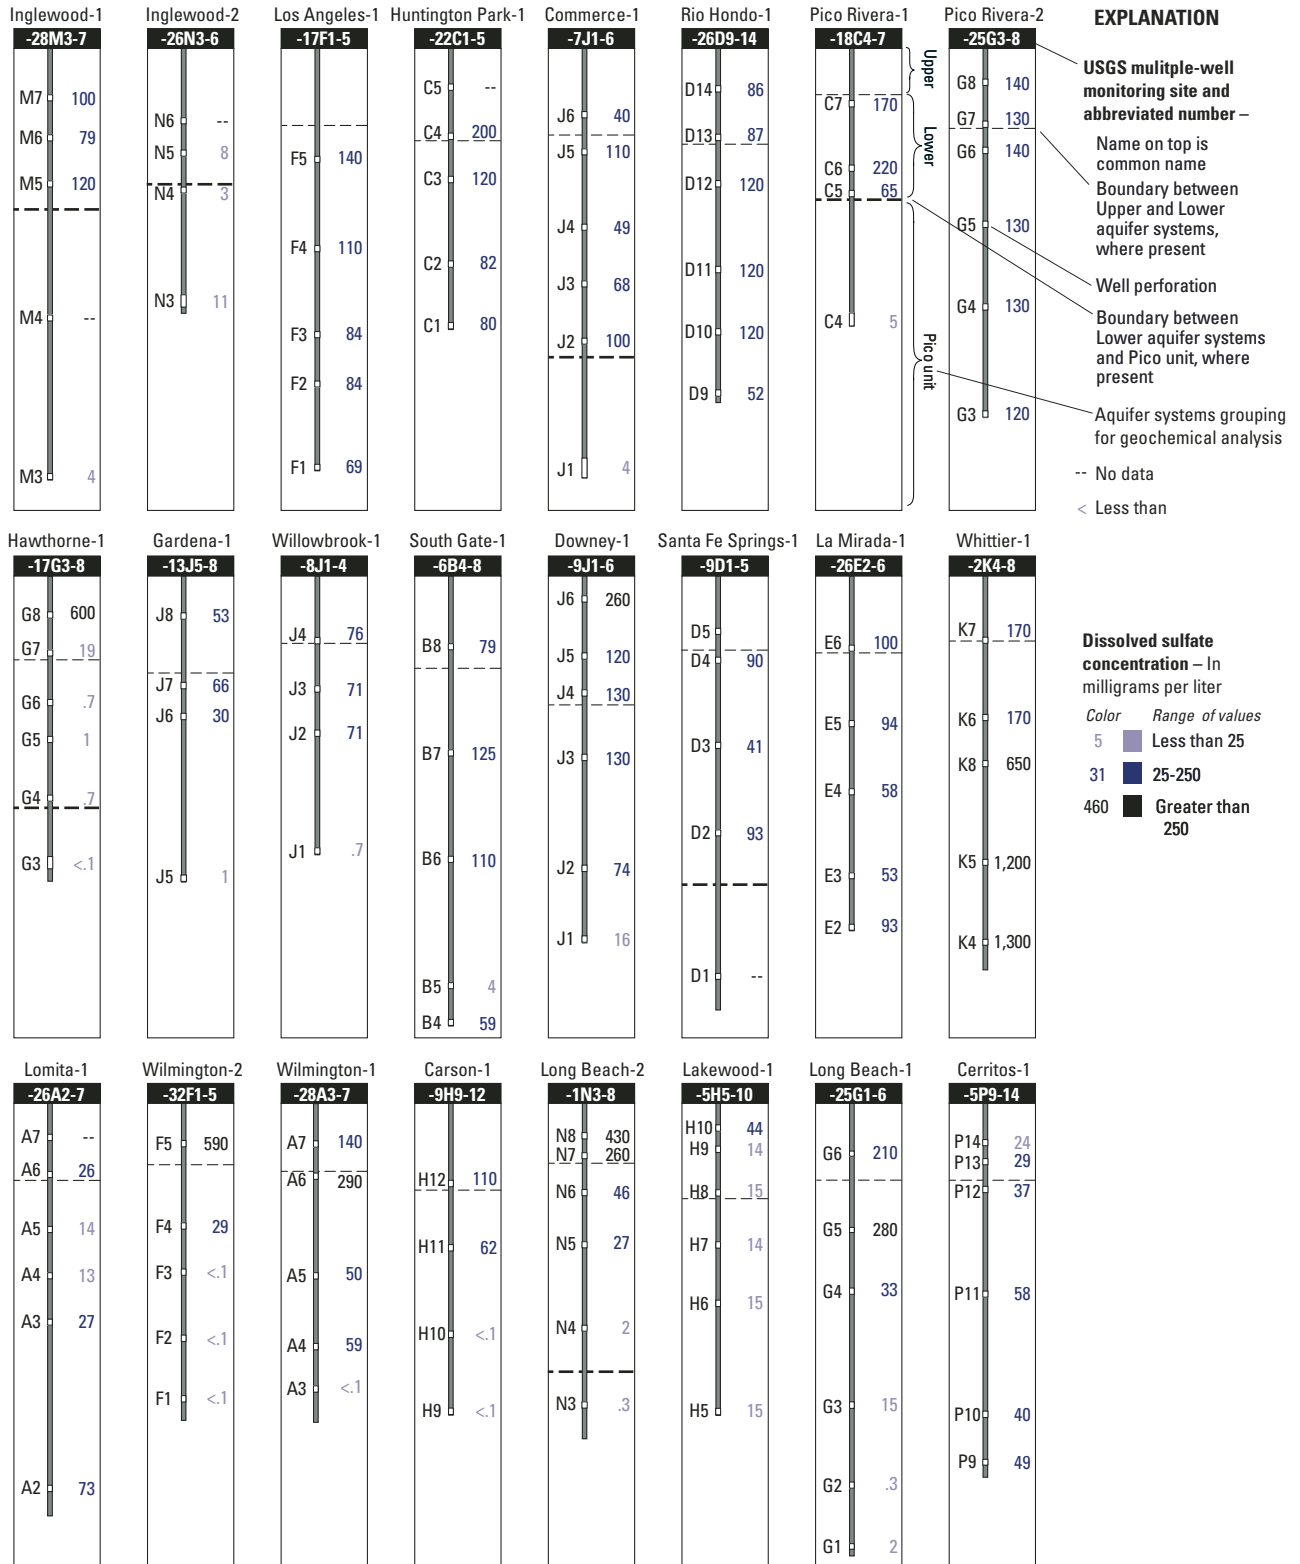 Inglewood-1
-28M3-7
M7 100
M6 79
M5 120
M4 --
M3 4
Inglewood-2
-26N3-6
N6 --
N5 8
N4 3
N3 11
Los Angeles-1
-17F1-5
F5 140
F4 110
F3 84
F2 84
F1 69
Huntington Park-1
-22C1-5
C5 --
C4 200
C3 120
C2 82
C1 80
Commerce-1
-7J1-6
J6 40
J5 110
J4 49
J3 68
J2 100
J1 4
Rio Hondo-1
-26D9-14
D14 86
D13 87
D12 120
D11 120
D10 120
D9 52
Pico Rivera-1
-18C4-7
C7 170
C6 220
C5 65
C4 5
Upper
Lower
Pico unit
Pico Rivera-2
-25G3-8
G8 140
G7 130
G6 140
G5 130
G4 130
G3 120
EXPLANATION
USGS mulitple-well
monitoring site and
abbreviated number –
Name on top is
common name
Boundary between
Upper and Lower
aquifer systems,
where present
Well perforation
Boundary between
Lower aquifer systems
and Pico unit, where
present
Aquifer systems grouping
for geochemical analysis
-- No data
< Less than
Hawthorne-1
-17G3-8
G8 600
G7 19
G6 .7
G5 1
G4 .7
G3 <.1
Gardena-1
-13J5-8
J8 53
J7 66
J6 30
J5 1
Willowbrook-1
-8J1-4
J4 76
J3 71
J2 71
J1 .7
South Gate-1
-6B4-8
B8 79
B7 125
B6 110
B5 4
B4 59
Downey-1
-9J1-6
J6 260
J5 120
J4 130
J3 130
J2 74
J1 16
Santa Fe Springs-1
-9D1-5
D5 --
D4 90
D3 41
D2 93
D1 --
La Mirada-1
-26E2-6
E6 100
E5 94
E4 58
E3 53
E2 93
Whittier-1
-2K4-8
K7 170
K6 170
K8 650
K5 1,200
K4 1,300
Dissolved sulfate
concentration – In
milligrams per liter
Color Range of values
5 Less than 25
31 25-250
460 Greater than
250
Lomita-1
-26A2-7
A7 --
A6 26
A5 14
A4 13
A3 27
A2 73
Wilmington-2
-32F1-5
F5 590
F4 29
F3 <.1
F2 <.1
F1 <.1
Wilmington-1
-28A3-7
A7 140
A6 290
A5 50
A4 59
A3 <.1
Carson-1
-9H9-12
H12 110
H11 62
H10 <.1
H9 <.1
Long Beach-2
-1N3-8
N8 430
N7 260
N6 46
N5 27
N4 2
N3 .3
Lakewood-1
-5H5-10
H10 44
H9 14
H8 15
H7 14
H6 15
H5 15
Long Beach-1
-25G1-6
G6 210
G5 280
G4 33
G3 15
G2 .3
G1 2
Cerritos-1
-5P9-14
P14 24
P13 29
P12 37
P11 58
P10 40
P9 49